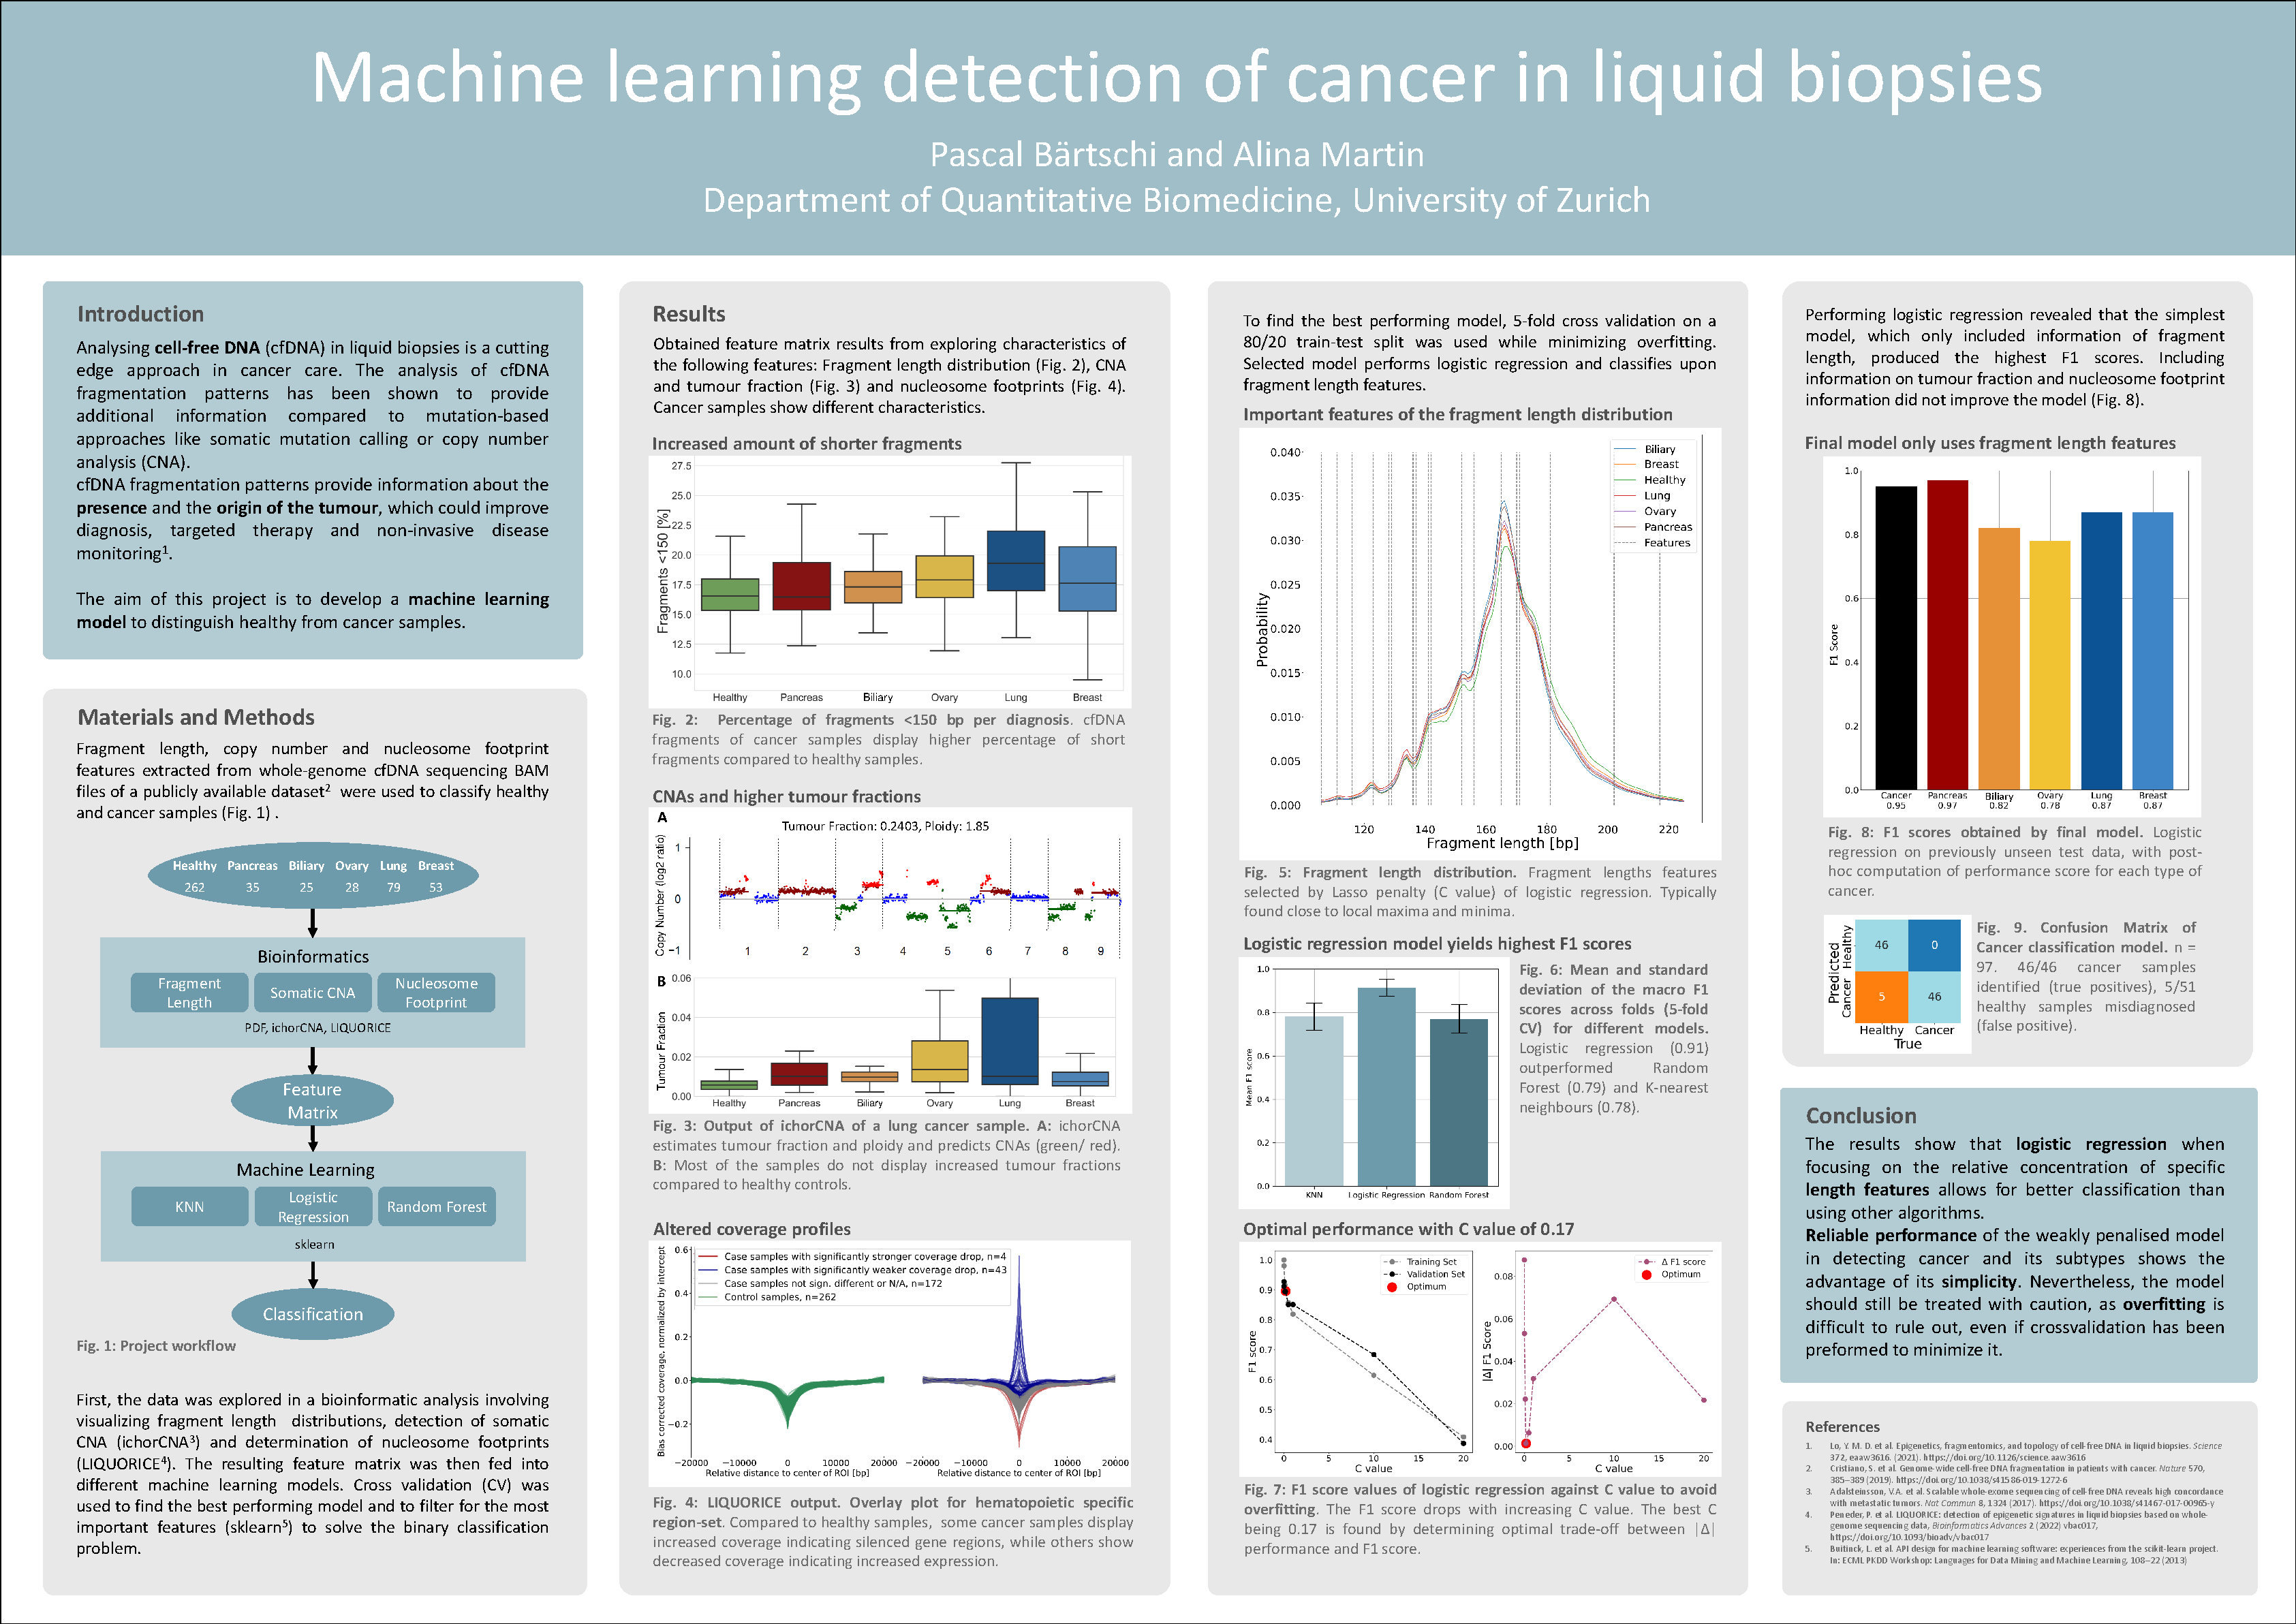 Machine learning detection of cancer in liquid biopsies
Pascal Bärtschi and Alina Martin
Department of Quantitative Biomedicine, University of Zurich
Introduction
Analysing cell-free DNA (cfDNA) in liquid biopsies is a cutting
edge approach in cancer care. The analysis of cfDNA
fragmentation patterns has been shown to provide
additional information compared to mutation-based
approaches like somatic mutation calling or copy number
analysis (CNA).
cfDNA fragmentation patterns provide information about the
presence and the origin of the tumour, which could improve
diagnosis, targeted therapy and non-invasive disease
monitoring¹.
The aim of this project is to develop a machine learning
model to distinguish healthy from cancer samples.
Materials and Methods
Fragment length, copy number and nucleosome footprint
features extracted from whole-genome cfDNA sequencing BAM
files of a publicly available dataset² were used to classify healthy
and cancer samples (Fig. 1) .
Healthy Pancreas Biliary Ovary Lung Breast
262 35 25 28 79 53
Bioinformatics
Fragment Length
Somatic CNA
Nucleosome Footprint
PDF, ichorCNA, LIQUORICE
Feature
Matrix
Machine Learning
KNN
Logistic Regression
Random Forest
sklearn
Classification
Fig. 1: Project workflow
First, the data was explored in a bioinformatic analysis involving
visualizing fragment length distributions, detection of somatic
CNA (ichorCNA³) and determination of nucleosome footprints
(LIQUORICE⁴). The resulting feature matrix was then fed into
different machine learning models. Cross validation (CV) was
used to find the best performing model and to filter for the most
important features (sklearn⁵) to solve the binary classification
problem.
Results
Obtained feature matrix results from exploring characteristics of
the following features: Fragment length distribution (Fig. 2), CNA
and tumour fraction (Fig. 3) and nucleosome footprints (Fig. 4).
Cancer samples show different characteristics.
Increased amount of shorter fragments
Fragments <150 [%]
27.5
25.0
22.5
20.0
17.5
15.0
12.5
10.0
Healthy Pancreas Biliary Ovary Lung Breast
Fig. 2: Percentage of fragments <150 bp per diagnosis. cfDNA
fragments of cancer samples display higher percentage of short
fragments compared to healthy samples.
CNAs and higher tumour fractions
A
Tumour Fraction: 0.2403, Ploidy: 1.85
Copy Number (log2 ratio)
1
0
−1
1 2 3 4 5 6 7 8 9
B
Tumour Fraction
0.06
0.04
0.02
0.00
Healthy Pancreas Biliary Ovary Lung Breast
Fig. 3: Output of ichorCNA of a lung cancer sample. A: ichorCNA
estimates tumour fraction and ploidy and predicts CNAs (green/ red).
B: Most of the samples do not display increased tumour fractions
compared to healthy controls.
Altered coverage profiles
Bias corrected coverage, normalized by intercept
0.6
0.4
0.2
0.0
−0.2
Case samples with significantly stronger coverage drop, n=4
Case samples with significantly weaker coverage drop, n=43
Case samples not sign. different or N/A, n=172
Control samples, n=262
−20000 −10000 0 10000 20000 −20000 −10000 0 10000 20000
Relative distance to center of ROI [bp] Relative distance to center of ROI [bp]
Fig. 4: LIQUORICE output. Overlay plot for hematopoietic specific
region-set. Compared to healthy samples, some cancer samples display
increased coverage indicating silenced gene regions, while others show
decreased coverage indicating increased expression.
To find the best performing model, 5-fold cross validation on a
80/20 train-test split was used while minimizing overfitting.
Selected model performs logistic regression and classifies upon
fragment length features.
Important features of the fragment length distribution
Probability
0.040
0.035
0.030
0.025
0.020
0.015
0.010
0.005
0.000
Biliary
Breast
Healthy
Lung
Ovary
Pancreas
Features
120 140 160 180 200 220
Fragment length [bp]
Fig. 5: Fragment length distribution. Fragment lengths features
selected by Lasso penalty (C value) of logistic regression. Typically
found close to local maxima and minima.
Logistic regression model yields highest F1 scores
Mean F1 score
1.0
0.8
0.6
0.4
0.2
0.0
KNN Logistic Regression Random Forest
Fig. 6: Mean and standard
deviation of the macro F1
scores across folds (5-fold
CV) for different models.
Logistic regression (0.91)
outperformed Random
Forest (0.79) and K-nearest
neighbours (0.78).
Optimal performance with C value of 0.17
F1 score
1.0
0.9
0.8
0.7
0.6
0.5
0.4
Training Set
Validation Set
Optimum
0 5 10 15 20
C value
|Δ| F1 Score
0.08
0.06
0.04
0.02
0.00
Δ F1 score
Optimum
0 5 10 15 20
C value
Fig. 7: F1 score values of logistic regression against C value to avoid
overfitting. The F1 score drops with increasing C value. The best C
being 0.17 is found by determining optimal trade-off between |Δ|
performance and F1 score.
Performing logistic regression revealed that the simplest
model, which only included information of fragment
length, produced the highest F1 scores. Including
information on tumour fraction and nucleosome footprint
information did not improve the model (Fig. 8).
Final model only uses fragment length features
F1 Score
1.0
0.8
0.6
0.4
0.2
0.0
Cancer Pancreas Biliary Ovary Lung Breast
0.95 0.97 0.82 0.78 0.87 0.87
Fig. 8: F1 scores obtained by final model. Logistic
regression on previously unseen test data, with post-
hoc computation of performance score for each type of
cancer.
Predicted
Cancer Healthy
46 0
5 46
Healthy Cancer
True
Fig. 9. Confusion Matrix of
Cancer classification model. n =
97. 46/46 cancer samples
identified (true positives), 5/51
healthy samples misdiagnosed
(false positive).
Conclusion
The results show that logistic regression when
focusing on the relative concentration of specific
length features allows for better classification than
using other algorithms.
Reliable performance of the weakly penalised model
in detecting cancer and its subtypes shows the
advantage of its simplicity. Nevertheless, the model
should still be treated with caution, as overfitting is
difficult to rule out, even if crossvalidation has been
preformed to minimize it.
References
1. Lo, Y. M. D. et al. Epigenetics, fragmentomics, and topology of cell-free DNA in liquid biopsies. Science
372, eaaw3616. (2021). https://doi.org/10.1126/science.aaw3616
2. Cristiano, S. et al. Genome-wide cell-free DNA fragmentation in patients with cancer. Nature 570,
385–389 (2019). https://doi.org/10.1038/s41586-019-1272-6
3. Adalsteinsson, V.A. et al. Scalable whole-exome sequencing of cell-free DNA reveals high concordance
with metastatic tumors. Nat Commun 8, 1324 (2017). https://doi.org/10.1038/s41467-017-00965-y
4. Peneder, P. et al. LIQUORICE: detection of epigenetic signatures in liquid biopsies based on whole-
genome sequencing data, Bioinformatics Advances 2 (2022) vbac017,
https://doi.org/10.1093/bioadv/vbac017
5. Buitinck, L. et al. API design for machine learning software: experiences from the scikit-learn project.
In: ECML PKDD Workshop: Languages for Data Mining and Machine Learning, 108–22 (2013)